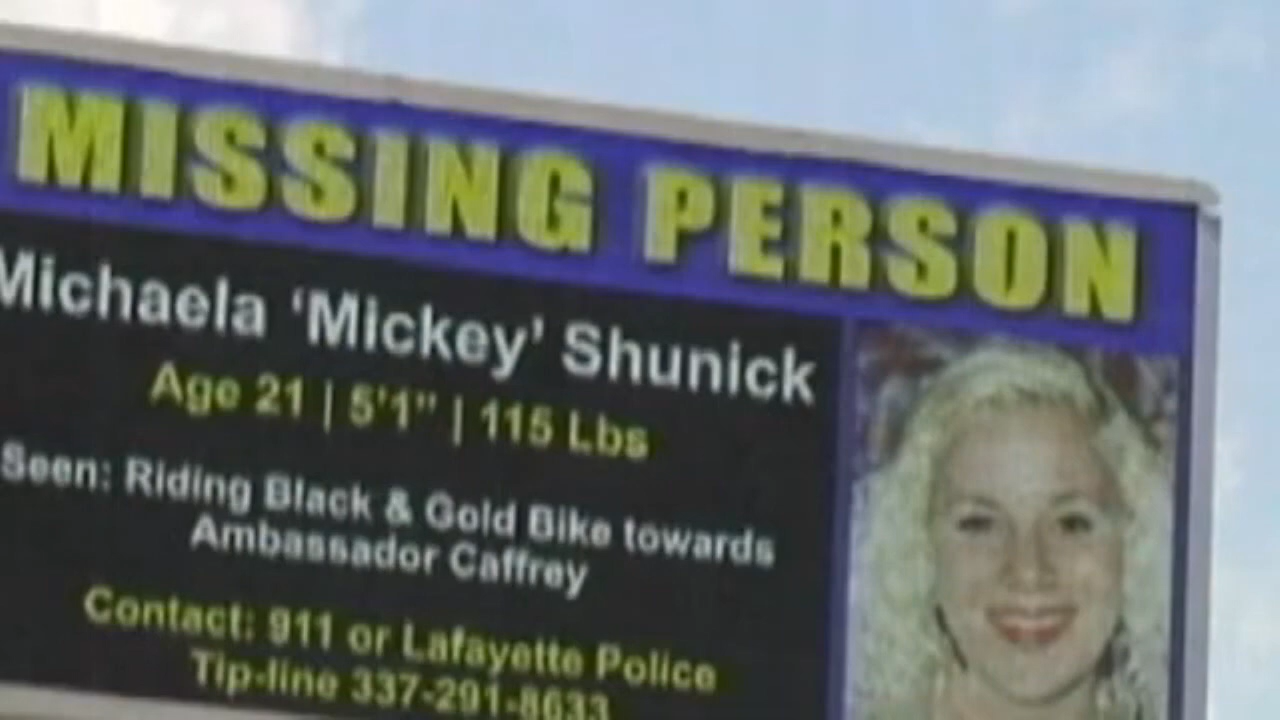 MISSING PERSON
Michaela ‘Mickey’ Shunick
Age 21 | 5'1" | 115 Lbs
Seen: Riding Black & Gold Bike towards
Ambassador Caffrey
Contact: 911 or Lafayette Police
Tip-line 337-291-8633